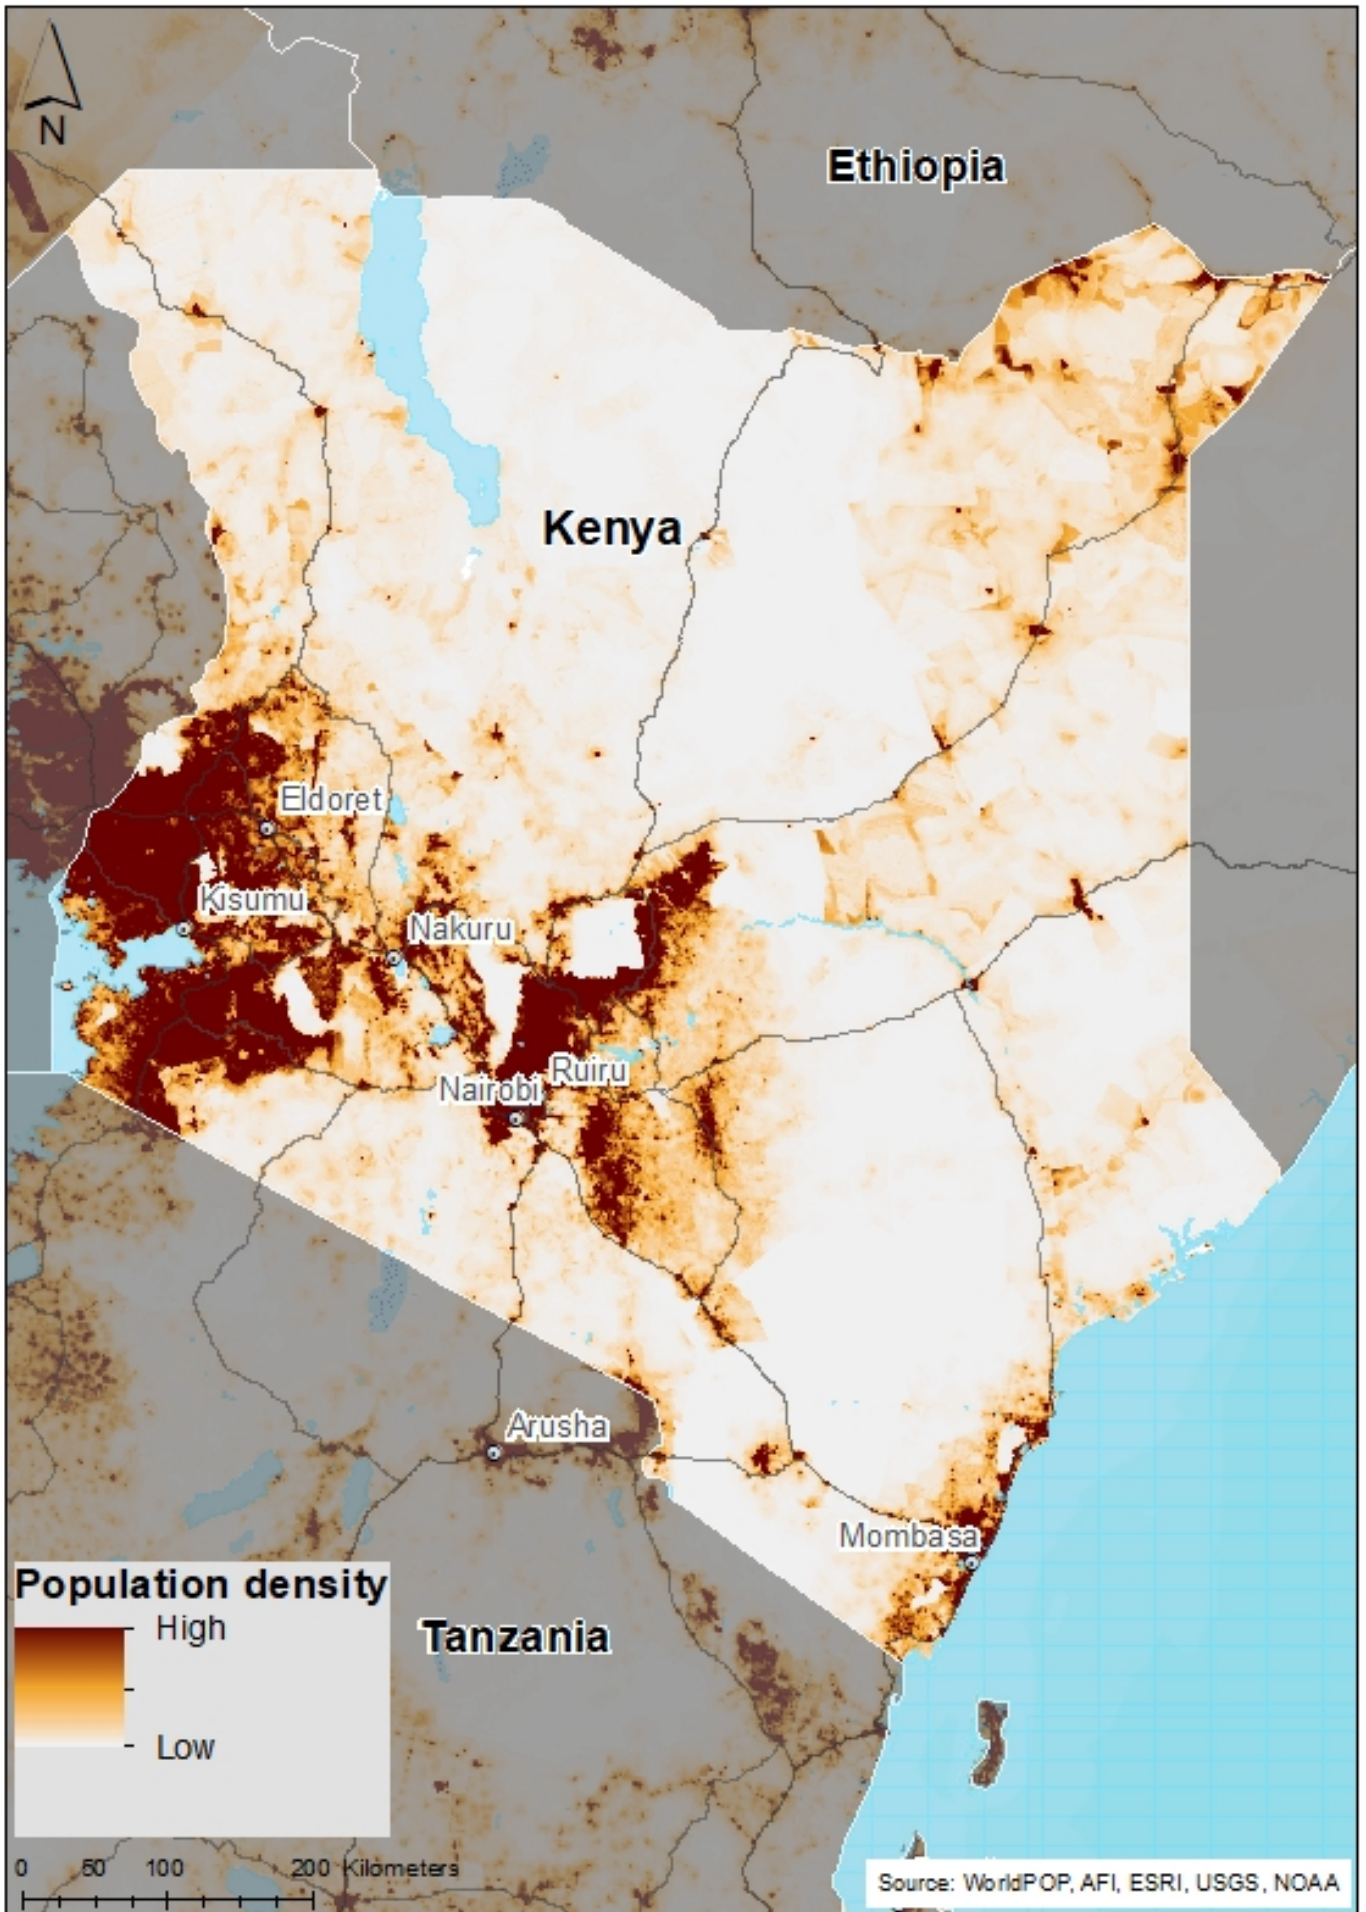 N
Ethiopia
Kenya
Eldoret
Kisumu
Nakuru
Ruiru
Nairobi
Arusha
Mombasa
Population density
High
Low
Tanzania
0 50 100 200 Kilometers
Source: WorldPOP, AFI, ESRI, USGS, NOAA